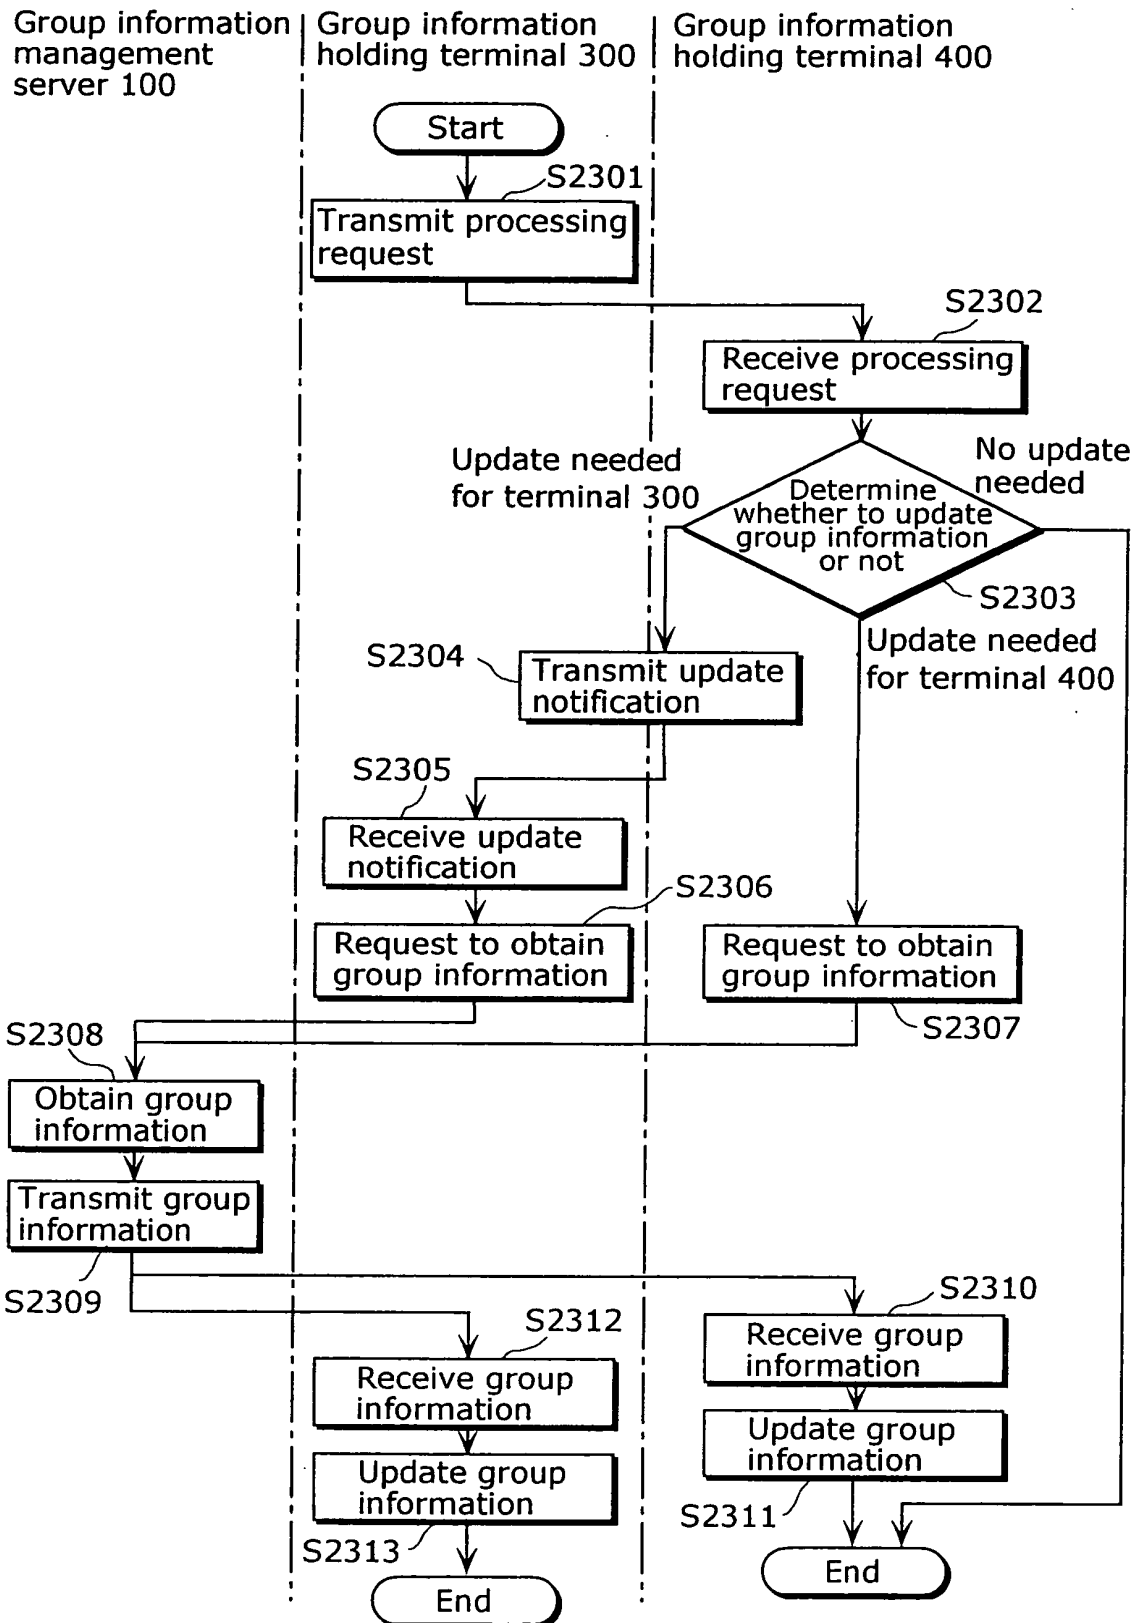 Group information
management
server 100
Group information
holding terminal 300
Group information
holding terminal 400
Start
S2301
Transmit processing
request
S2302
Receive processing
request
Update needed
for terminal 300
No update
needed
Determine
whether to update
group information
or not
S2303
Update needed
for terminal 400
S2304
Transmit update
notification
S2305
Receive update
notification
S2306
Request to obtain
group information
Request to obtain
group information
S2307
S2308
Obtain group
information
Transmit group
information
S2309
S2310
Receive group
information
S2312
Receive group
information
Update group
information
S2311
Update group
information
S2313
End
End